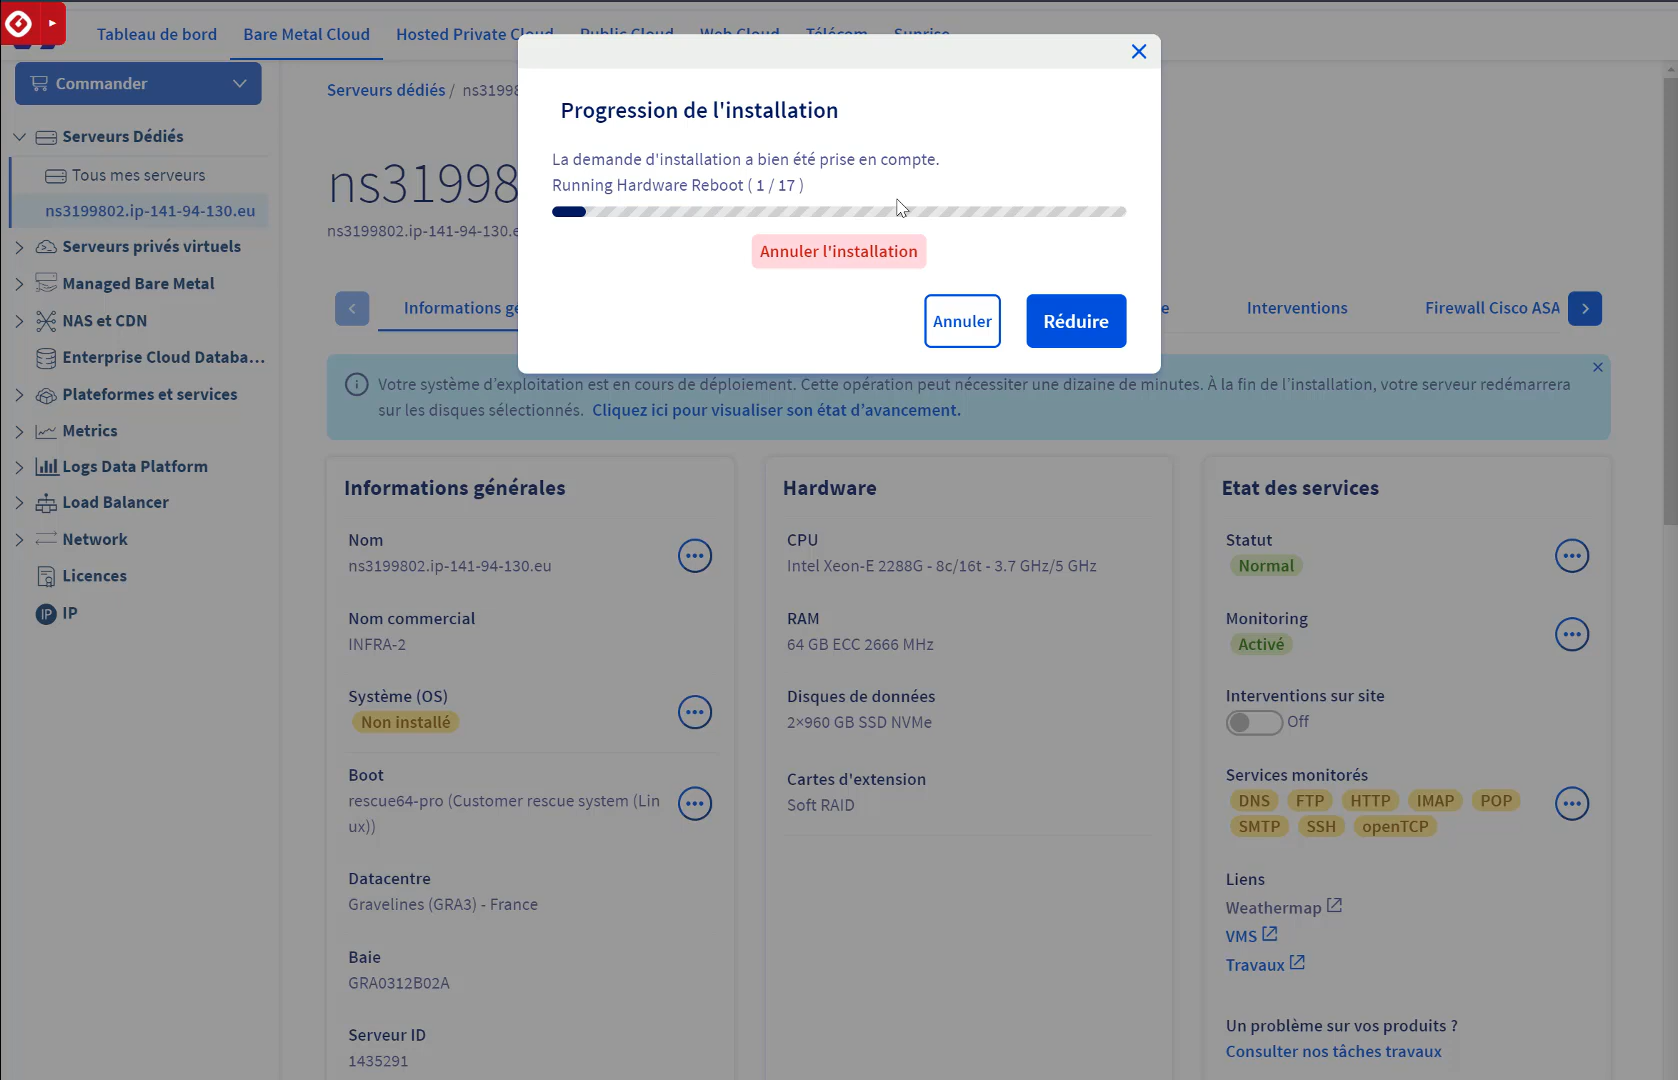 Tableau de bord
Bare Metal Cloud
Hosted Private Cloud
Public Cloud
Web Cloud
Télécom
Sunrise
Commander
Serveurs Dédiés
Tous mes serveurs
ns3199802.ip-141-94-130.eu
Serveurs privés virtuels
Managed Bare Metal
NAS et CDN
Enterprise Cloud Databa...
Plateformes et services
Metrics
Logs Data Platform
Load Balancer
Network
Licences
IP IP
Serveurs dédiés / ns3199
ns31998
ns3199802.ip-141-94-130.e
Progression de l'installation
La demande d'installation a bien été prise en compte.
Running Hardware Reboot ( 1 / 17 )
Annuler l'installation
Annuler
Réduire
Informations gé
e
Interventions
Firewall Cisco ASA
Votre système d'exploitation est en cours de déploiement. Cette opération peut nécessiter une dizaine de minutes. À la fin de l'installation, votre serveur redémarrera
sur les disques sélectionnés. Cliquez ici pour visualiser son état d'avancement.
Informations générales
Nom
ns3199802.ip-141-94-130.eu
Nom commercial
INFRA-2
Système (OS)
Non installé
Boot
rescue64-pro (Customer rescue system (Lin
ux))
Datacentre
Gravelines (GRA3) - France
Baie
GRA0312B02A
Serveur ID
1435291
Hardware
CPU
Intel Xeon-E 2288G - 8c/16t - 3.7 GHz/5 GHz
RAM
64 GB ECC 2666 MHz
Disques de données
2×960 GB SSD NVMe
Cartes d'extension
Soft RAID
Etat des services
Statut
Normal
Monitoring
Activé
Interventions sur site
Off
Services monitorés
DNS FTP HTTP IMAP POP
SMTP SSH openTCP
Liens
Weathermap
VMS
Travaux
Un problème sur vos produits ?
Consulter nos tâches travaux